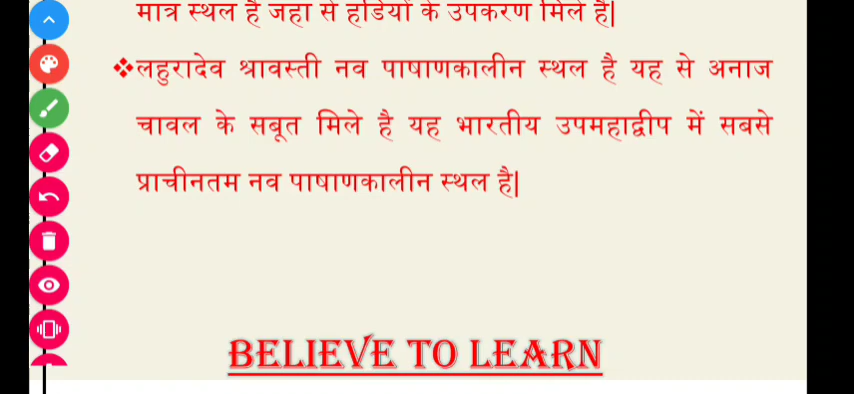 मात्र स्थल है जहा से हडियों के उपकरण मिले है|
❖लहुरादेव श्रावस्ती नव पाषाणकालीन स्थल है यह से अनाज
चावल के सबूत मिले है यह भारतीय उपमहाद्वीप में सबसे
प्राचीनतम नव पाषाणकालीन स्थल है|
BELIEVE TO LEARN